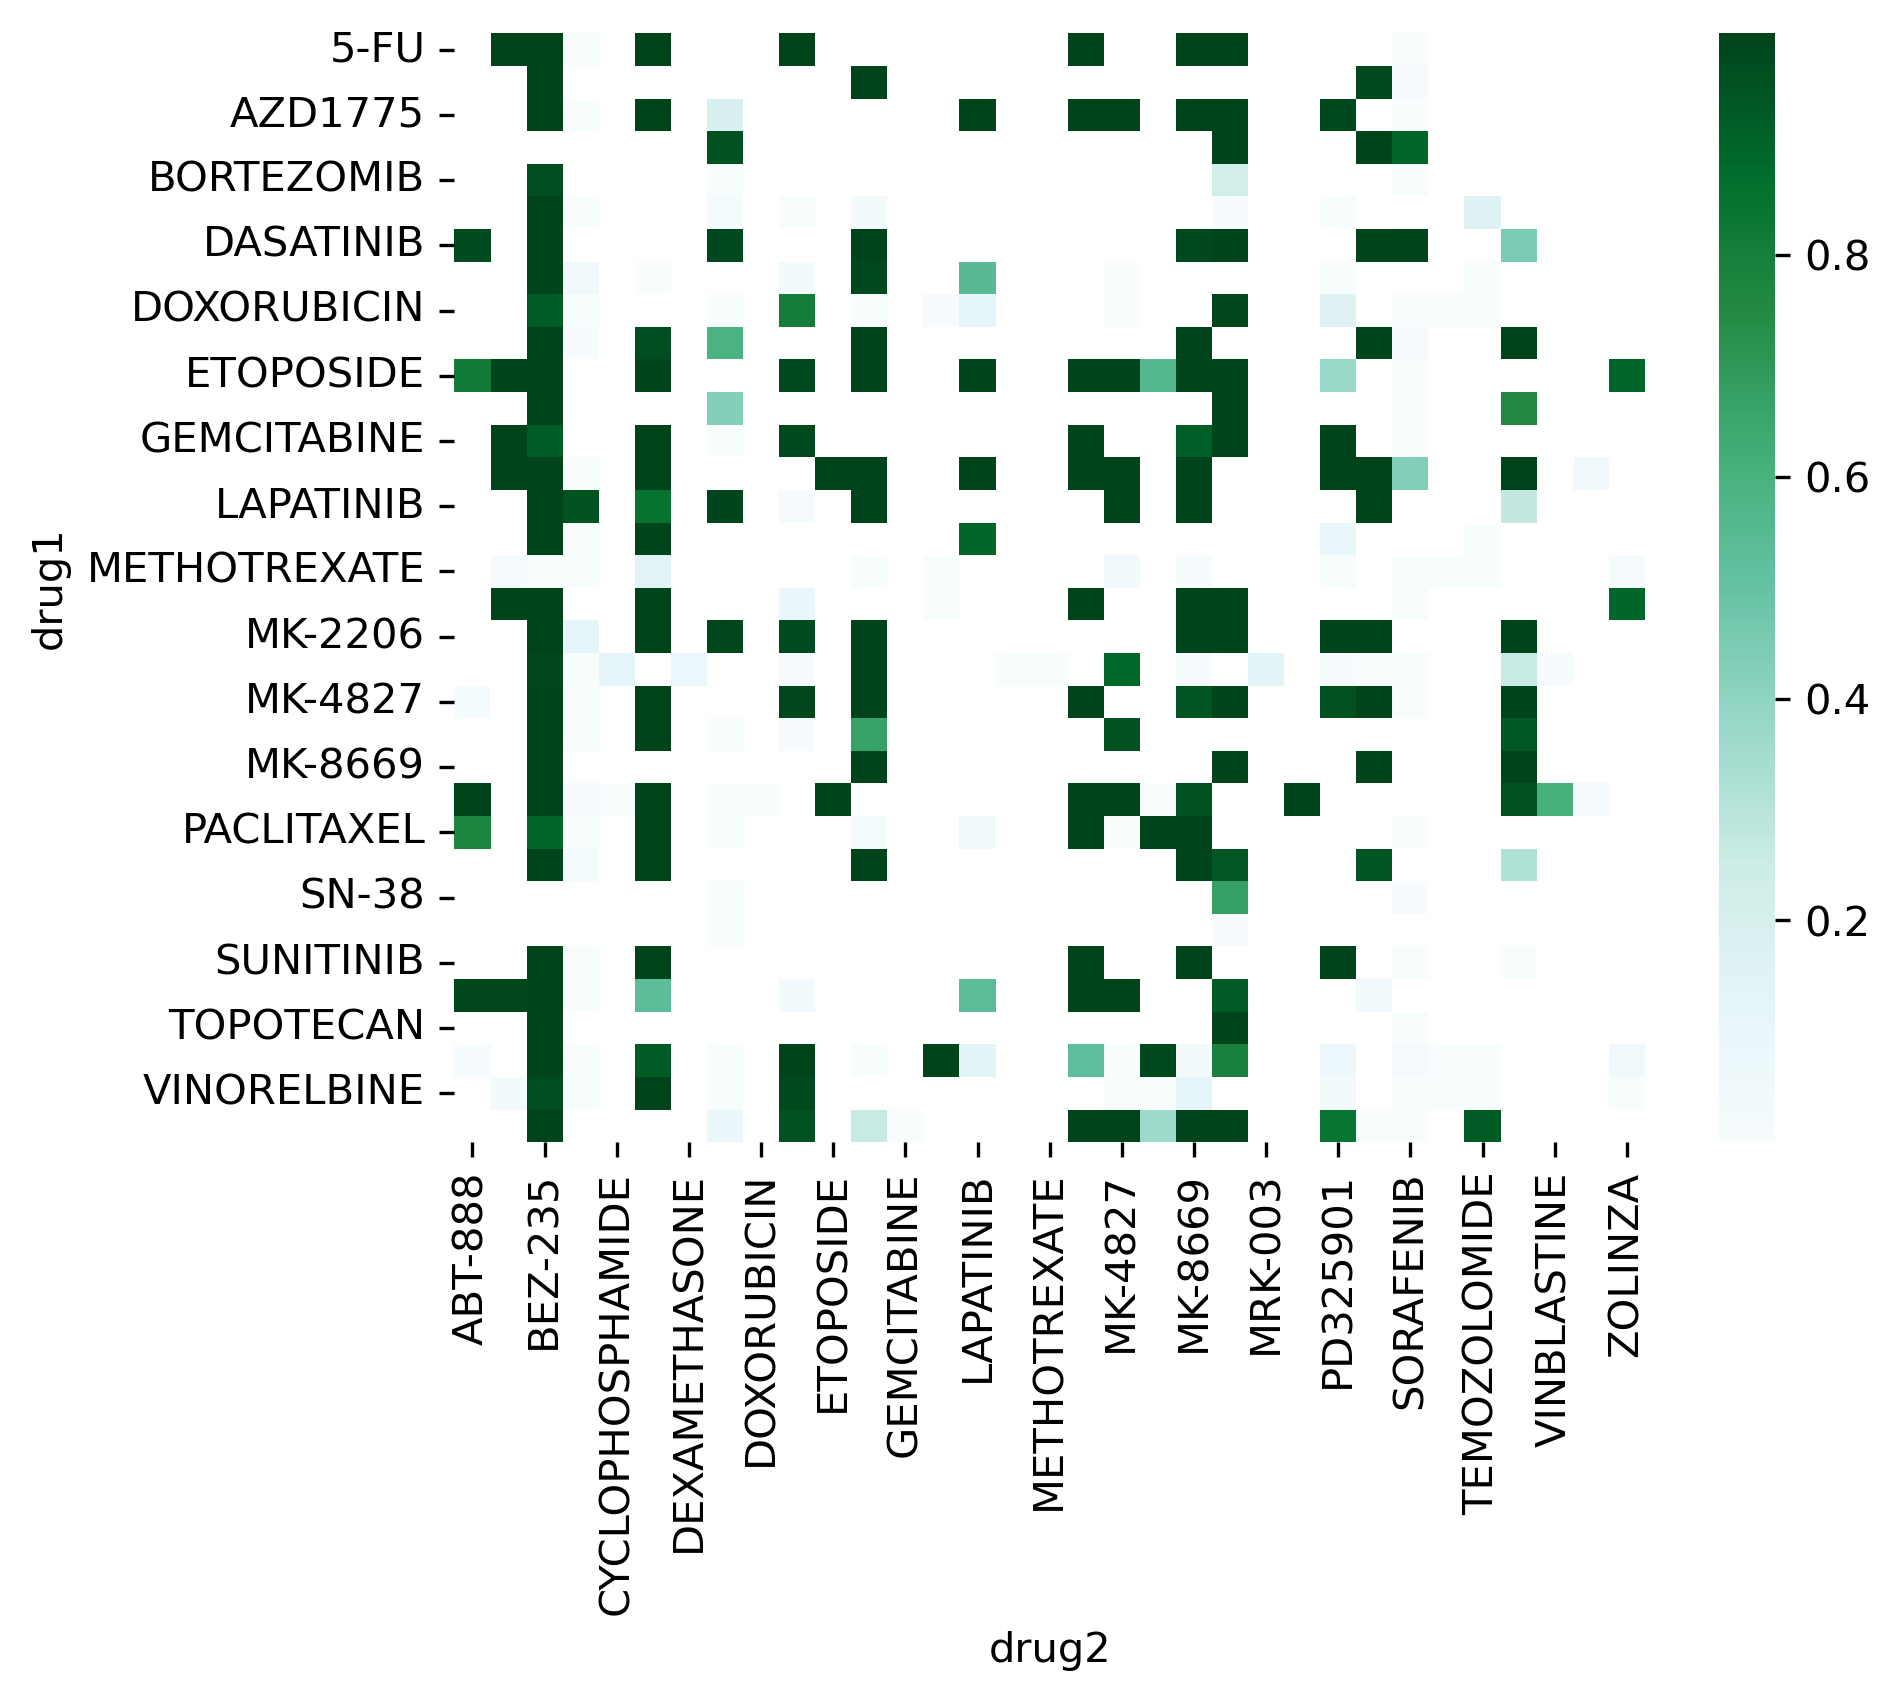 drug1
5-FU
AZD1775
BORTEZOMIB
DASATINIB
DOXORUBICIN
ETOPOSIDE
GEMCITABINE
LAPATINIB
METHOTREXATE
MK-2206
MK-4827
MK-8669
PACLITAXEL
SN-38
SUNITINIB
TOPOTECAN
VINORELBINE
ABT-888
BEZ-235
CYCLOPHOSPHAMIDE
DEXAMETHASONE
DOXORUBICIN
ETOPOSIDE
GEMCITABINE
LAPATINIB
METHOTREXATE
MK-4827
MK-8669
MRK-003
PD325901
SORAFENIB
TEMOZOLOMIDE
VINBLASTINE
ZOLINZA
drug2
0.8
0.6
0.4
0.2